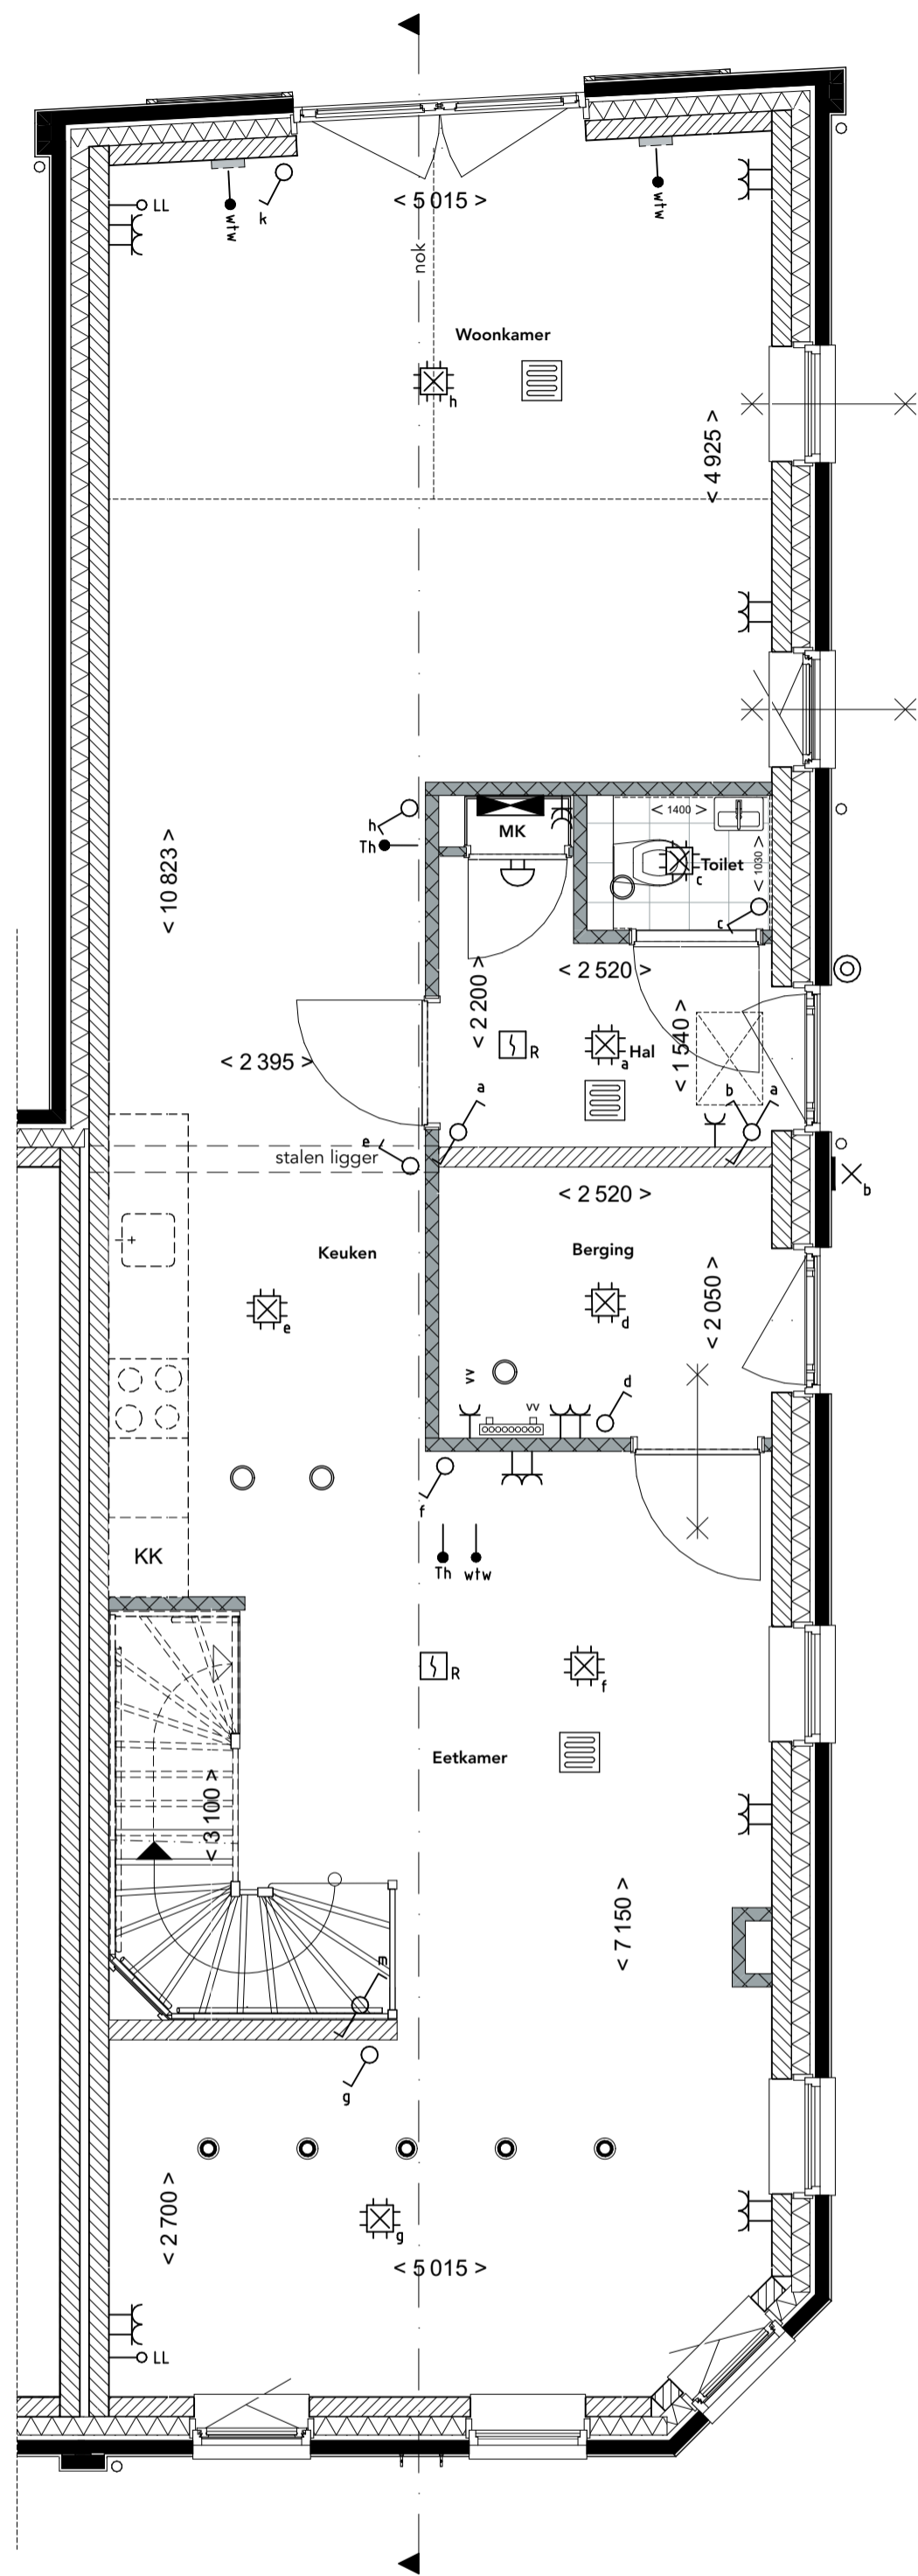 LL
wtw
k
< 5 015 >
wtw
nok
Woonkamer
h
< 4 925 >
h
Th
MK
< 1400 >
Toilet
c
< 1030 >
c
< 10 823 >
< 2 520 >
< 2 200 >
R
a
Hal
< 1 540 >
< 2 395 >
a
b
a
e
stalen ligger
b
< 2 520 >
Keuken
Berging
e
d
< 2 050 >
vv
vv
d
f
Th
wtw
KK
R
f
Eetkamer
< 3 100 >
< 7 150 >
m
g
< 2 700 >
g
< 5 015 >
LL